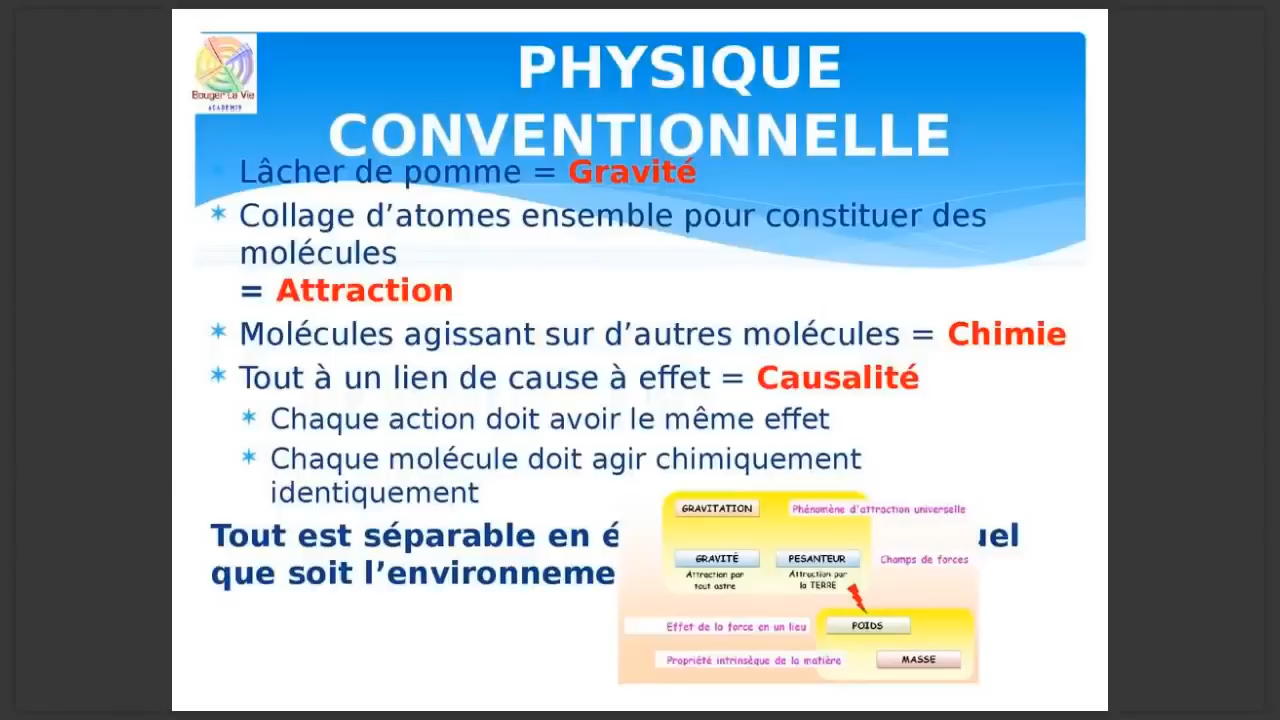 PHYSIQUE
CONVENTIONNELLE
Bouger La Vie
ACADEMIE
Lâcher de pomme = Gravité
Collage d’atomes ensemble pour constituer des
molécules
= Attraction
Molécules agissant sur d’autres molécules = Chimie
Tout à un lien de cause à effet = Causalité
Chaque action doit avoir le même effet
Chaque molécule doit agir chimiquement
identiquement
Tout est séparable en
que soit
GRAVITATION Phénomène d'attraction universelle
GRAVITÉ PESANTEUR Champs de forces
Attraction par Attraction par
tout astre la TERRE
Effet de la force en un lieu POIDS
Propriété intrinsèque de la matière MASSE